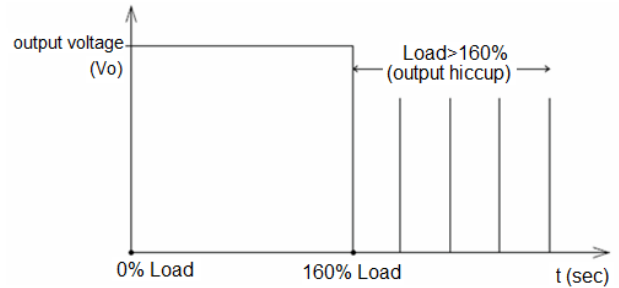 output voltage
(Vo)
Load>160%
(output hiccup)
0% Load
160% Load
t (sec)